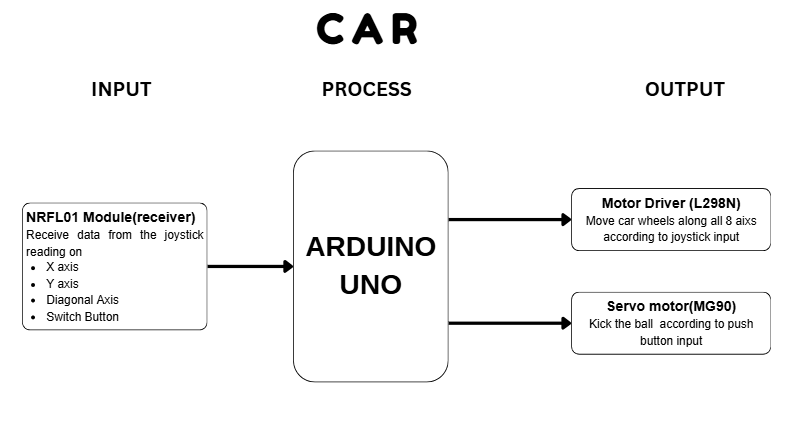 CAR
INPUT
PROCESS
OUTPUT
NRFL01 Module(receiver)
Receive data from the joystick
reading on
• X axis
• Y axis
• Diagonal Axis
• Switch Button
ARDUINO
UNO
Motor Driver (L298N)
Move car wheels along all 8 aixs
according to joystick input
Servo motor(MG90)
Kick the ball according to push
button input